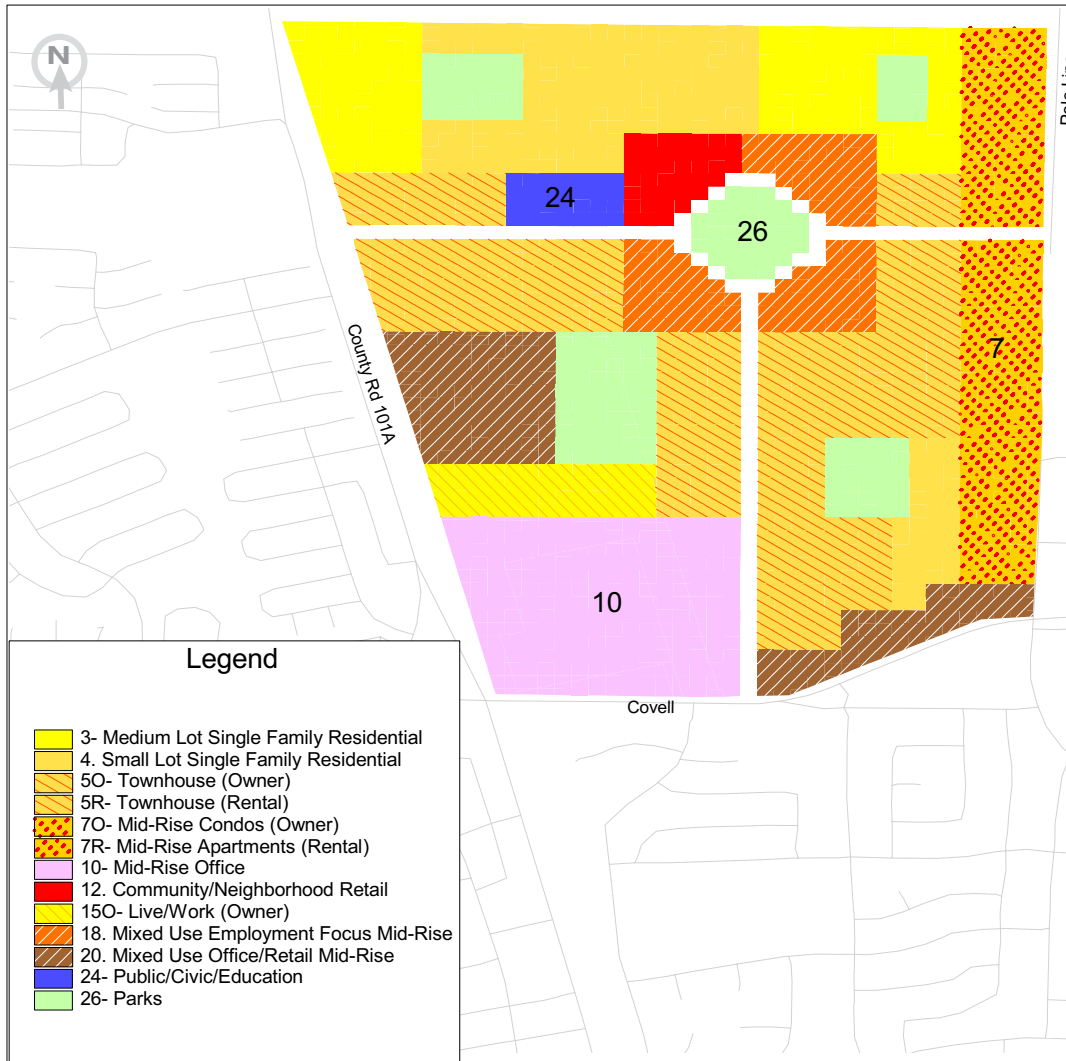 N
Pole Line
24
26
County Rd 101A
7
10
Covell
Legend
3- Medium Lot Single Family Residential
4. Small Lot Single Family Residential
5O- Townhouse (Owner)
5R- Townhouse (Rental)
7O- Mid-Rise Condos (Owner)
7R- Mid-Rise Apartments (Rental)
10- Mid-Rise Office
12. Community/Neighborhood Retail
15O- Live/Work (Owner)
18. Mixed Use Employment Focus Mid-Rise
20. Mixed Use Office/Retail Mid-Rise
24- Public/Civic/Education
26- Parks